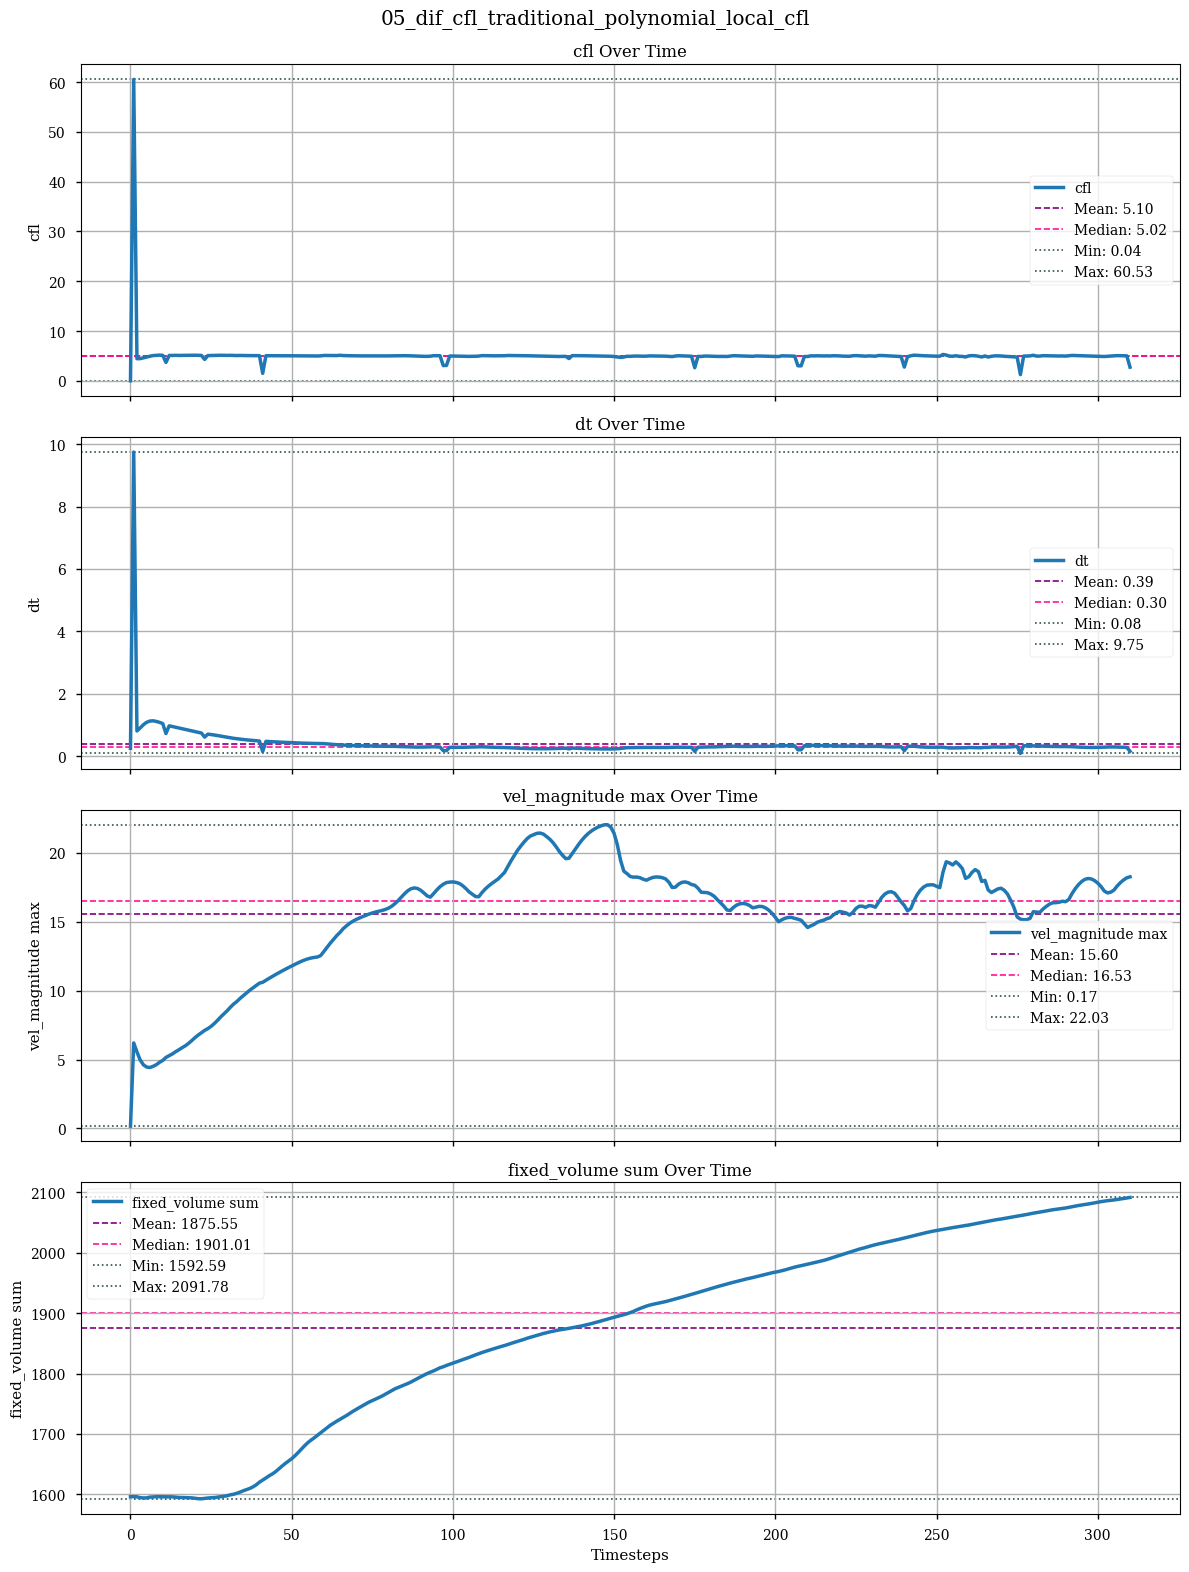 05_dif_cfl_traditional_polynomial_local_cfl
cfl Over Time
60
50
40
30
20
10
0
cfl
cfl
Mean: 5.10
Median: 5.02
Min: 0.04
Max: 60.53
dt Over Time
10
8
6
4
2
0
dt
dt
Mean: 0.39
Median: 0.30
Min: 0.08
Max: 9.75
vel_magnitude max Over Time
20
15
10
5
0
vel_magnitude max
vel_magnitude max
Mean: 15.60
Median: 16.53
Min: 0.17
Max: 22.03
fixed_volume sum Over Time
2100
2000
1900
1800
1700
1600
fixed_volume sum
fixed_volume sum
Mean: 1875.55
Median: 1901.01
Min: 1592.59
Max: 2091.78
0 50 100 150 200 250 300
Timesteps